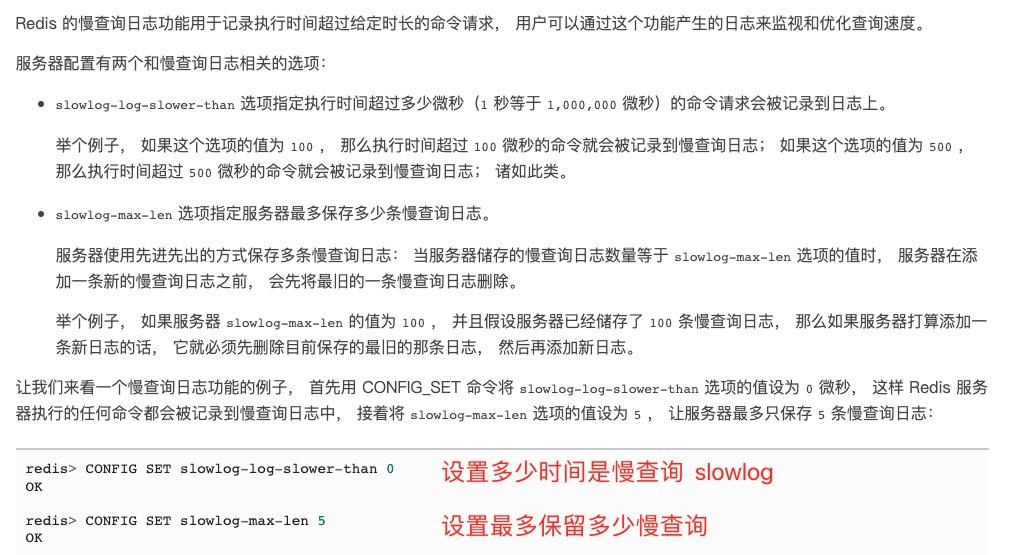 Redis 的慢查询日志功能用于记录执行时间超过给定时长的命令请求， 用户可以通过这个功能产生的日志来监视和优化查询速度。
服务器配置有两个和慢查询日志相关的选项：
• slowlog-log-slower-than 选项指定执行时间超过多少微秒（1 秒等于 1,000,000 微秒）的命令请求会被记录到日志上。
举个例子， 如果这个选项的值为 100 ， 那么执行时间超过 100 微秒的命令就会被记录到慢查询日志； 如果这个选项的值为 500 ，
那么执行时间超过 500 微秒的命令就会被记录到慢查询日志； 诸如此类。
• slowlog-max-len 选项指定服务器最多保存多少条慢查询日志。
服务器使用先进先出的方式保存多条慢查询日志： 当服务器储存的慢查询日志数量等于 slowlog-max-len 选项的值时， 服务器在添
加一条新的慢查询日志之前， 会先将最旧的一条慢查询日志删除。
举个例子， 如果服务器 slowlog-max-len 的值为 100 ， 并且假设服务器已经储存了 100 条慢查询日志， 那么如果服务器打算添加一
条新日志的话， 它就必须先删除目前保存的最旧的那条日志， 然后再添加新日志。
让我们来看一个慢查询日志功能的例子， 首先用 CONFIG_SET 命令将 slowlog-log-slower-than 选项的值设为 0 微秒， 这样 Redis 服务
器执行的任何命令都会被记录到慢查询日志中， 接着将 slowlog-max-len 选项的值设为 5 ， 让服务器最多只保存 5 条慢查询日志：
redis> CONFIG SET slowlog-log-slower-than 0 设置多少时间是慢查询 slowlog
OK
redis> CONFIG SET slowlog-max-len 5 设置最多保留多少慢查询
OK